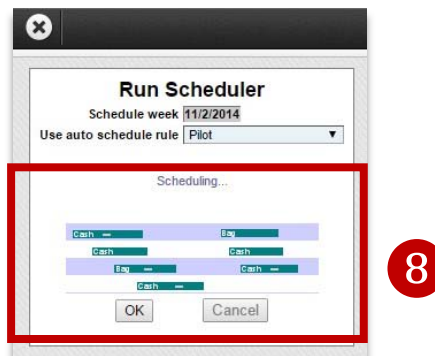 Run Scheduler
Schedule week 11/2/2014
Use auto schedule rule Pilot
Scheduling...
Cash Bag
Cash Cash
Bag Cash
Cash
OK Cancel
8